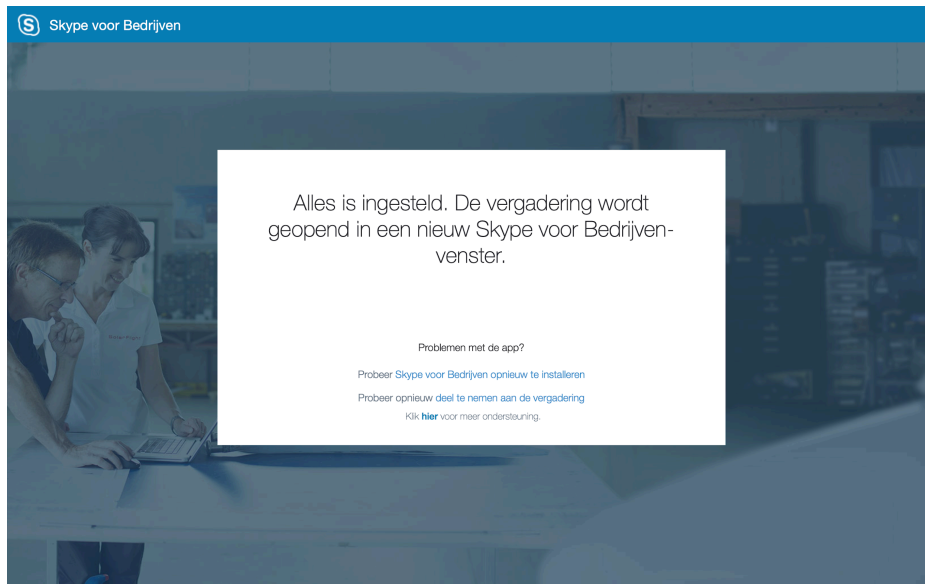 Skype voor Bedrijven
Alles is ingesteld. De vergadering wordt
geopend in een nieuw Skype voor Bedrijven-
venster.
Problemen met de app?
Probeer Skype voor Bedrijven opnieuw te installeren
Probeer opnieuw deel te nemen aan de vergadering
Klik hier voor meer ondersteuning.